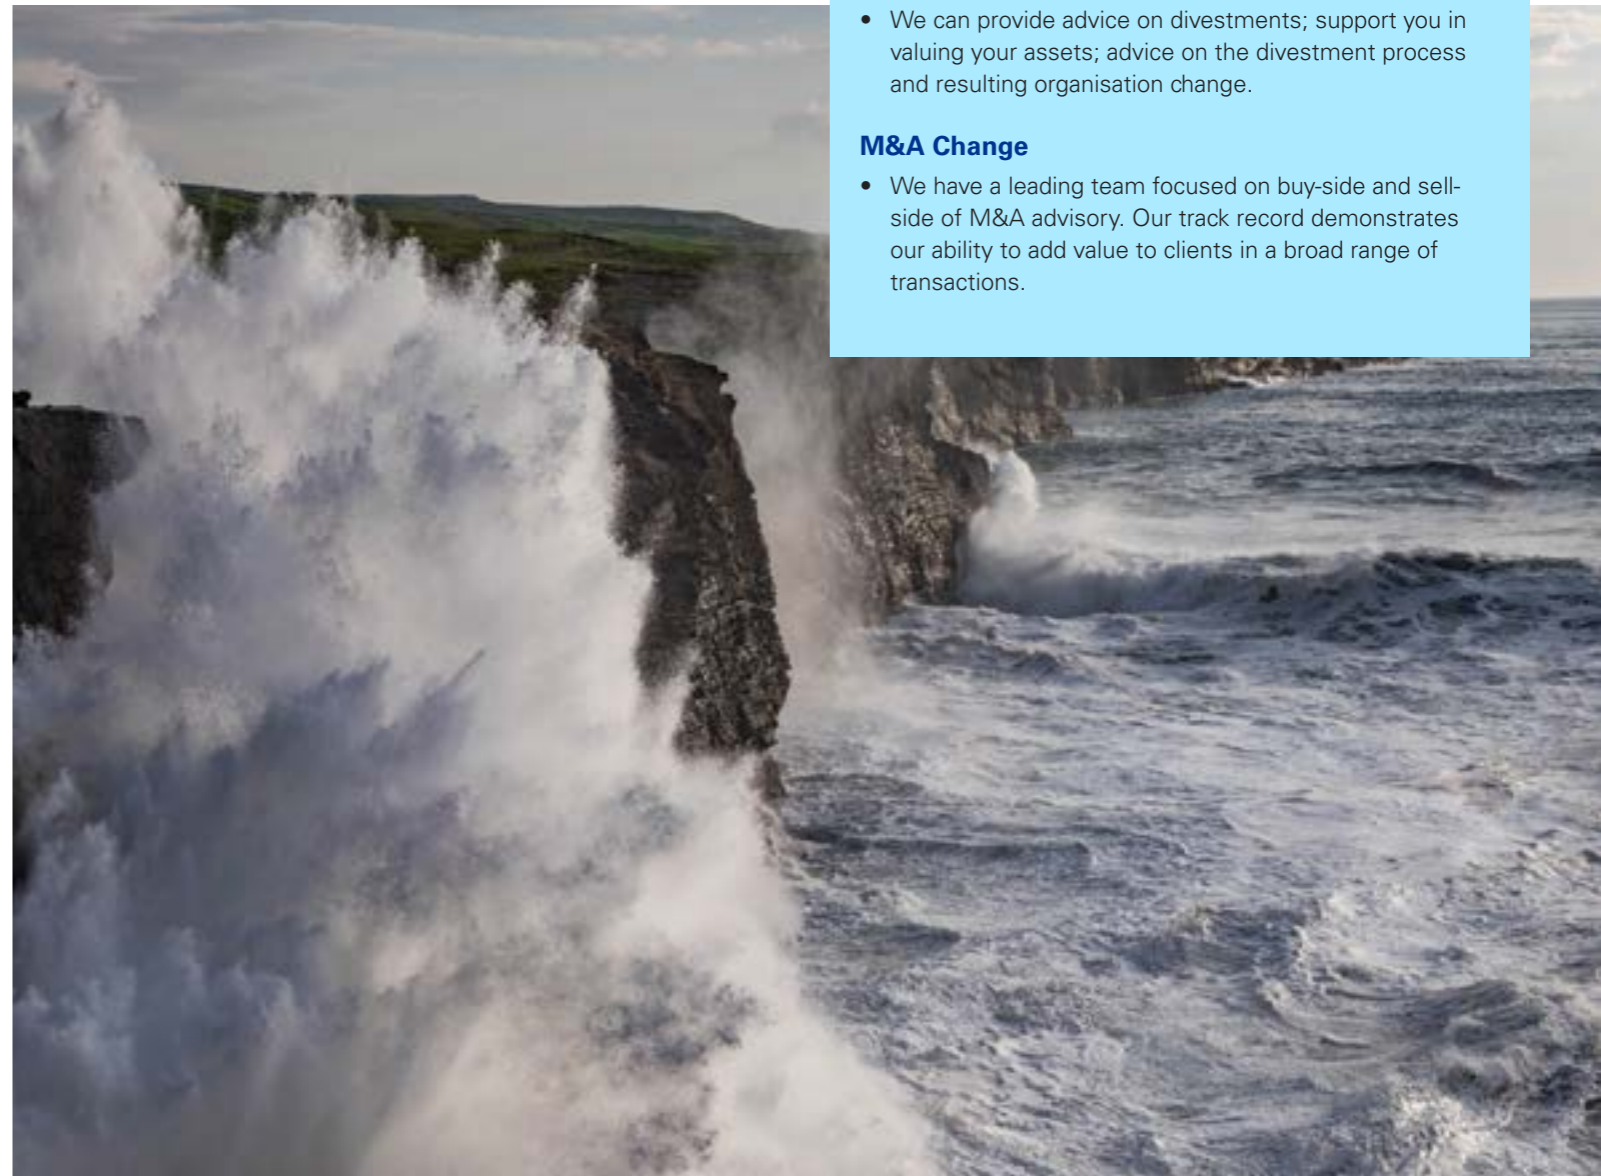 • We can provide advice on divestments; support you in
valuing your assets; advice on the divestment process
and resulting organisation change.
M&A Change
• We have a leading team focused on buy-side and sell-
side of M&A advisory. Our track record demonstrates
our ability to add value to clients in a broad range of
transactions.